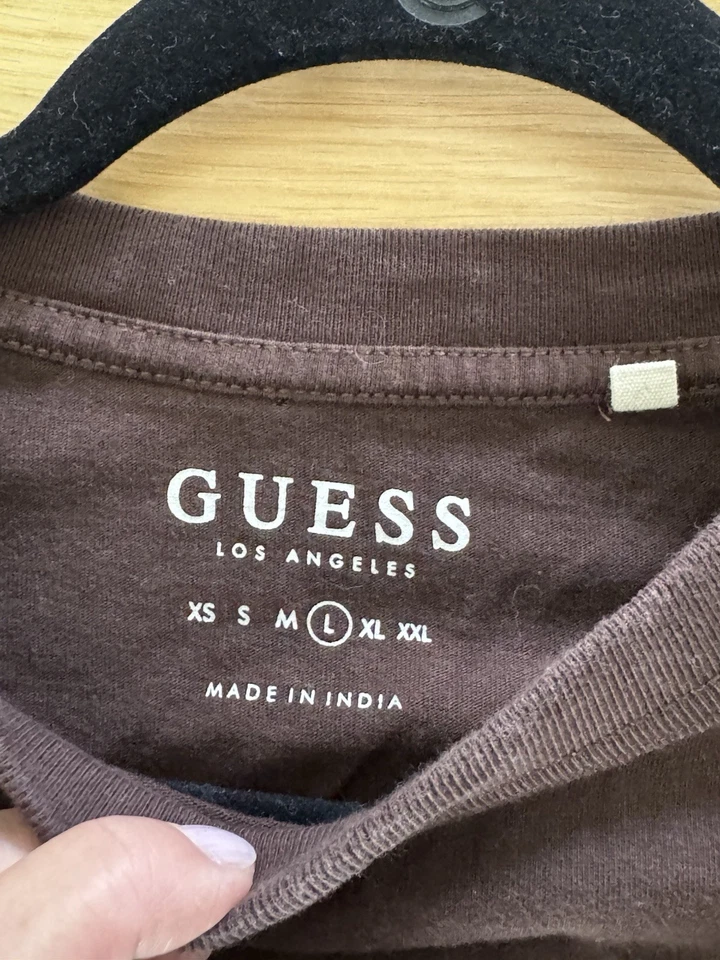 GUESS
LOS ANGELES
XS S M L XL XXL
MADE IN INDIA